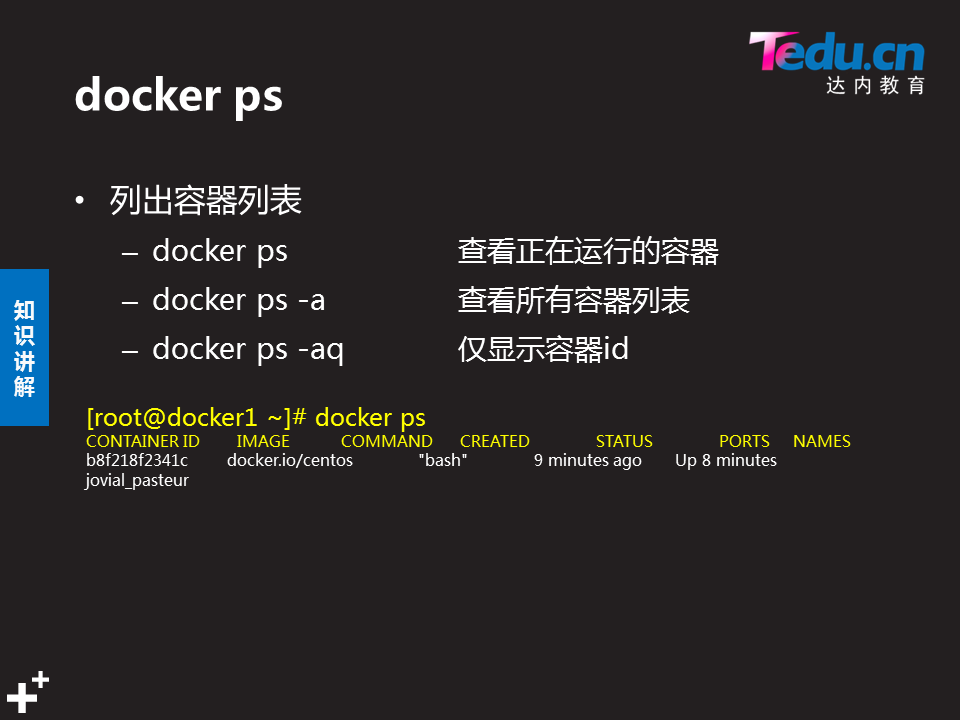 Tedu.cn
达内教育
docker ps
• 列出容器列表
– docker ps 查看正在运行的容器
– docker ps -a 查看所有容器列表
– docker ps -aq 仅显示容器id
知识讲解
[root@docker1 ~]# docker ps
CONTAINER ID IMAGE COMMAND CREATED STATUS PORTS NAMES
b8f218f2341c docker.io/centos "bash" 9 minutes ago Up 8 minutes
jovial_pasteur